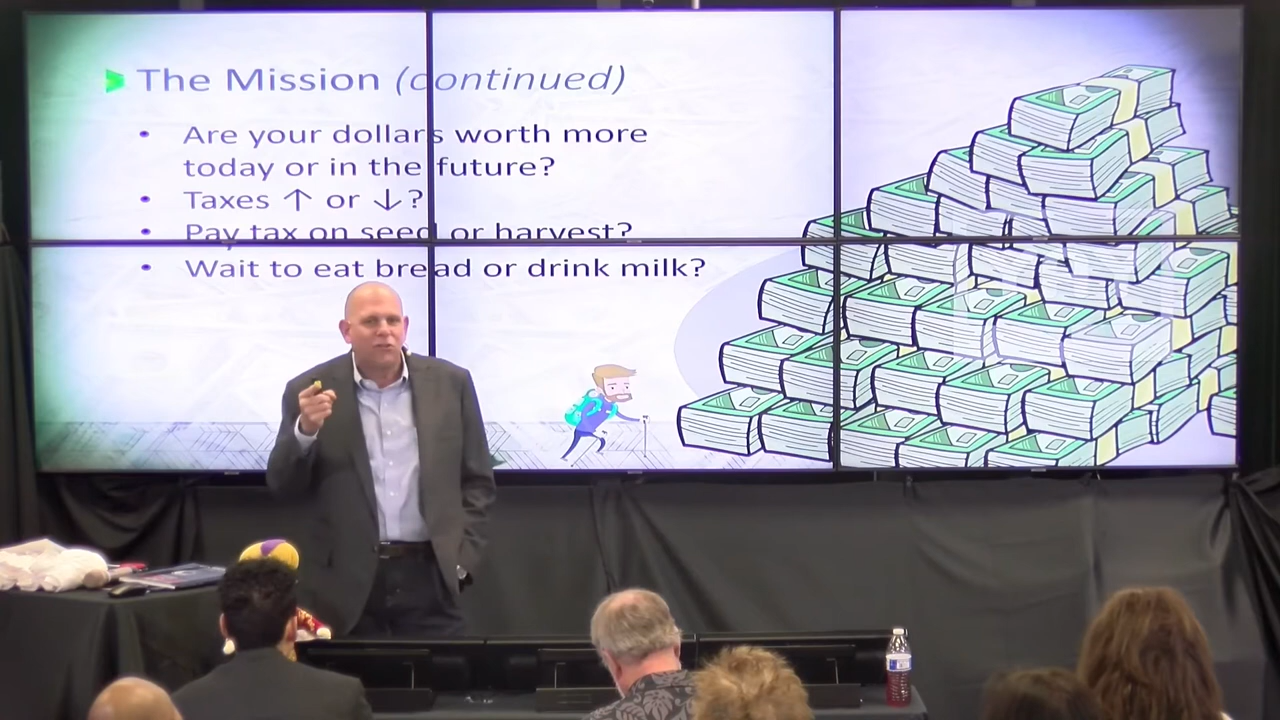 The Mission (continued)
• Are your dollars worth more
today or in the future?
• Taxes ↑ or ↓?
• Pay tax on seed or harvest?
• Wait to eat bread or drink milk?